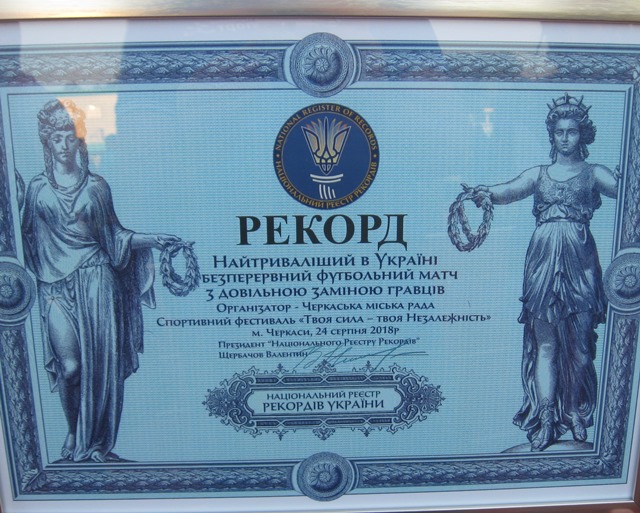 NATIONAL REGISTER OF RECORDS
НАЦІОНАЛЬНИЙ РЕЄСТР РЕКОРДІВ
РЕКОРД
Найтриваліший в Україні
безперервний футбольний матч
з довільною заміною гравців
Організатор - Черкаська міська рада
Спортивний фестиваль «Твоя сила – твоя Незалежність»
м. Черкаси, 24 серпня 2018р
Президент "Національного Реєстру Рекордів"
Щербачов Валентин
НАЦІОНАЛЬНИЙ РЕЄСТР
РЕКОРДІВ УКРАЇНИ